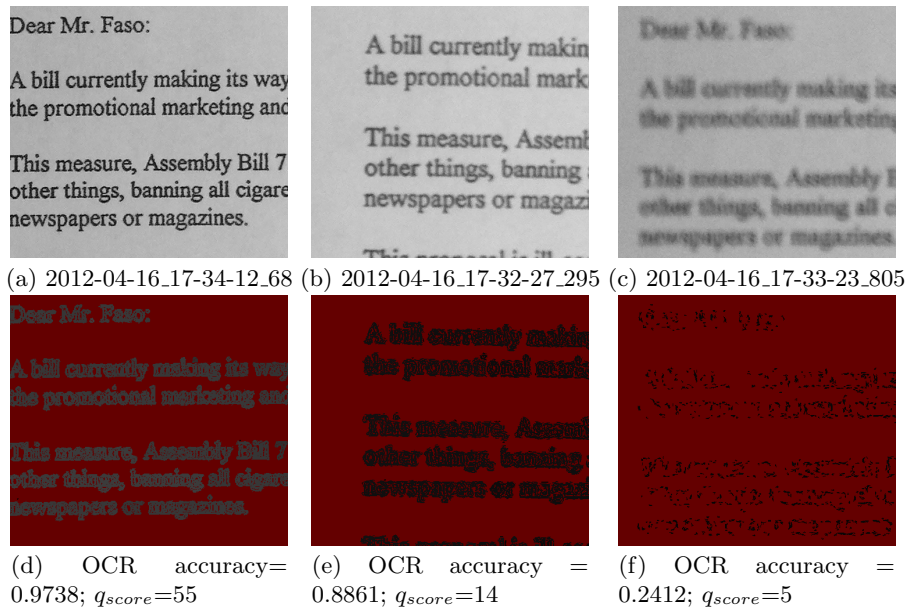 Dear Mr. Faso:
A bill currently making its way
the promotional marketing and
This measure, Assembly Bill 7
other things, banning all cigare
newspapers or magazines.
A bill currently makin
the promotional mark
This measure, Assemb
other things, banning
newspapers or magazi
This proposal is ill
Dear Mr. Faso:
A bill currently making its
the promotional marketing
This measure, Assembly B
other things, banning all ci
newspapers or magazines.
(a) 2012-04-16_17-34-12_68 (b) 2012-04-16_17-32-27_295 (c) 2012-04-16_17-33-23_805
Dear Mr. Faso:
A bill currently making its way
the promotional marketing and
This measure, Assembly Bill 7
other things, banning all cigare
newspapers or magazines.
A bill currently makin
the promotional mark
This measure, Assemb
other things, banning
newspapers or magazi
(d) OCR accuracy=
0.9738; qscore=55
(e) OCR accuracy =
0.8861; qscore=14
(f) OCR accuracy =
0.2412; qscore=5